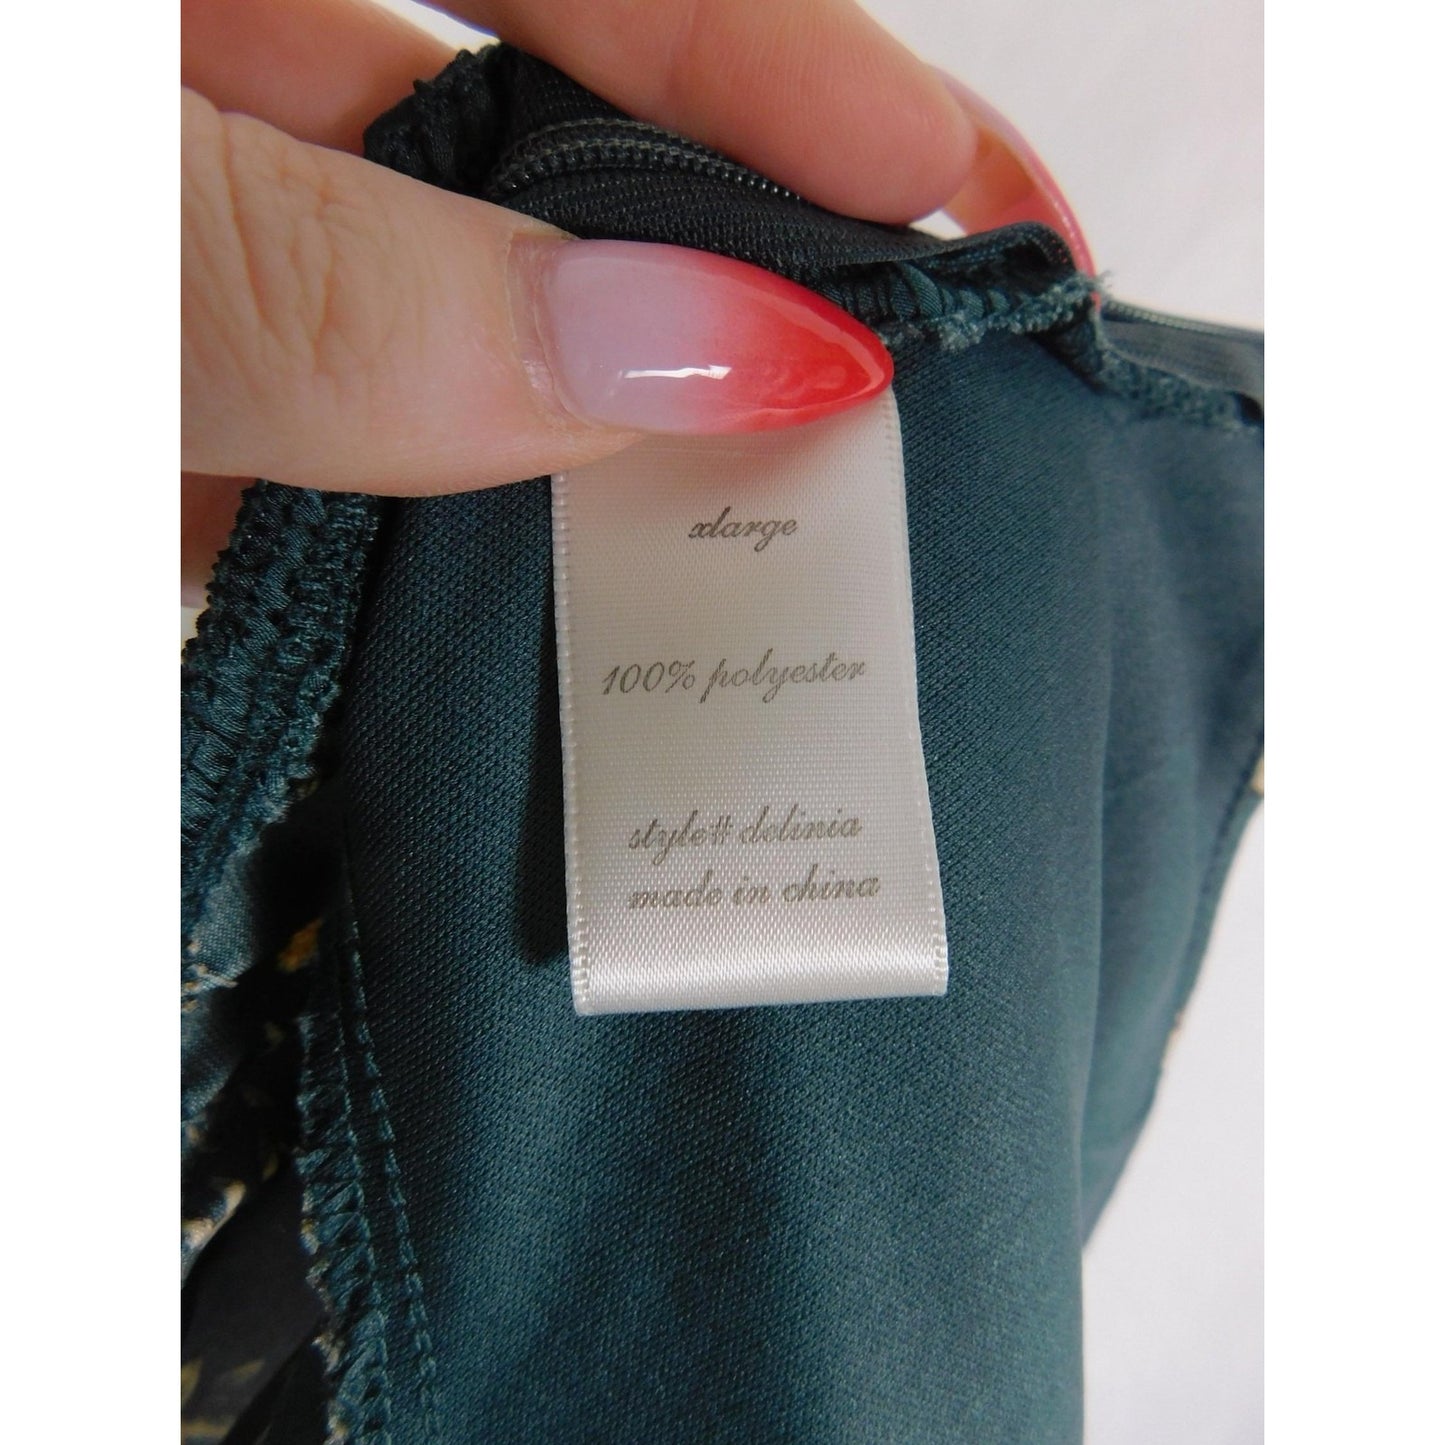 xlarge
100% polyester
style# delinia
made in china